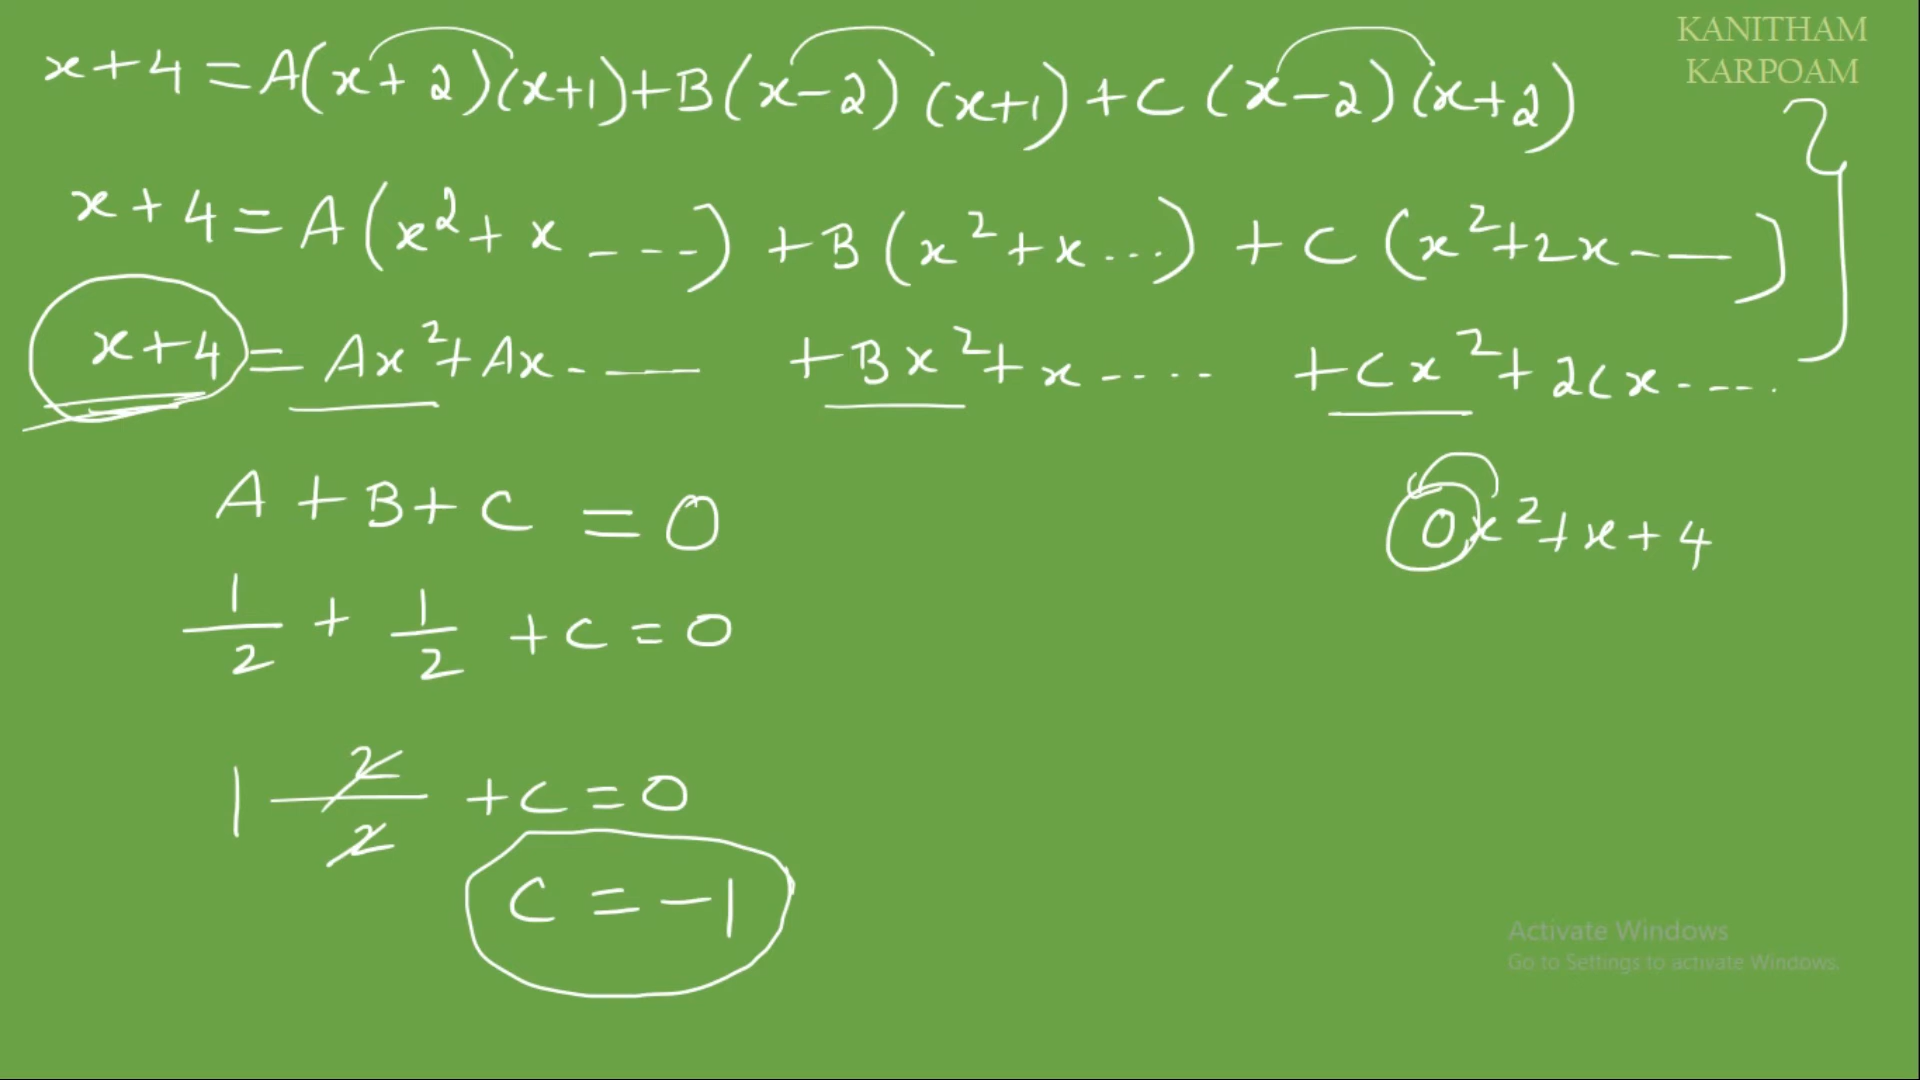 KANITHAM
KARPOAM
x+4 = A(x+2)(x+1)+B(x-2)(x+1)+C(x-2)(x+2)
x+4 = A(x²+x - ---) +B(x²+x...) + C(x²+2x - --)
x+4 = Ax²+Ax - --- +Bx²+x - .... +Cx²+2Cx - ---.
A+B+C = 0
0x²+x+4
1/2 + 1/2 +C=0
1 2/2 +C=0
C = -1
Activate Windows
Go to Settings to activate Windows.